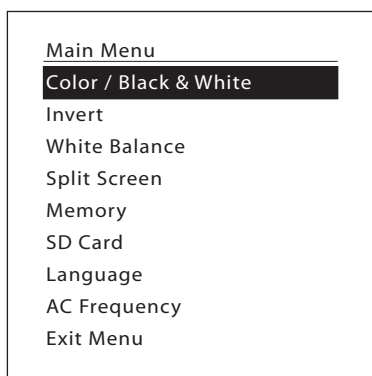 Main Menu
Color / Black & White
Invert
White Balance
Split Screen
Memory
SD Card
Language
AC Frequency
Exit Menu